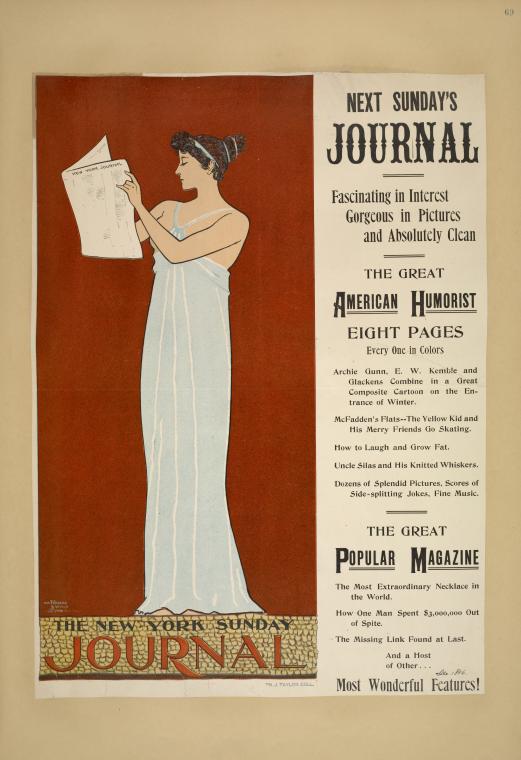 69
NEW YORK JOURNAL
THE NEW YORK SUNDAY
JOURNAL
NEXT SUNDAY'S
JOURNAL
Fascinating in Interest
Gorgeous in Pictures
and Absolutely Clean
THE GREAT
AMERICAN HUMORIST
EIGHT PAGES
Every One in Colors
Archie Gunn, E. W. Kemble and
Glackens Combine in a Great
Composite Cartoon on the En-
trance of Winter.
McFadden's Flats--The Yellow Kid and
His Merry Friends Go Skating.
How to Laugh and Grow Fat.
Uncle Silas and His Knitted Whiskers.
Dozens of Splendid Pictures, Scores of
Side-splitting Jokes, Fine Music.
THE GREAT
POPULAR MAGAZINE
The Most Extraordinary Necklace in
the World.
How One Man Spent $3,000,000 Out
of Spite.
The Missing Link Found at Last.
And a Host
of Other . . .
Most Wonderful Features!